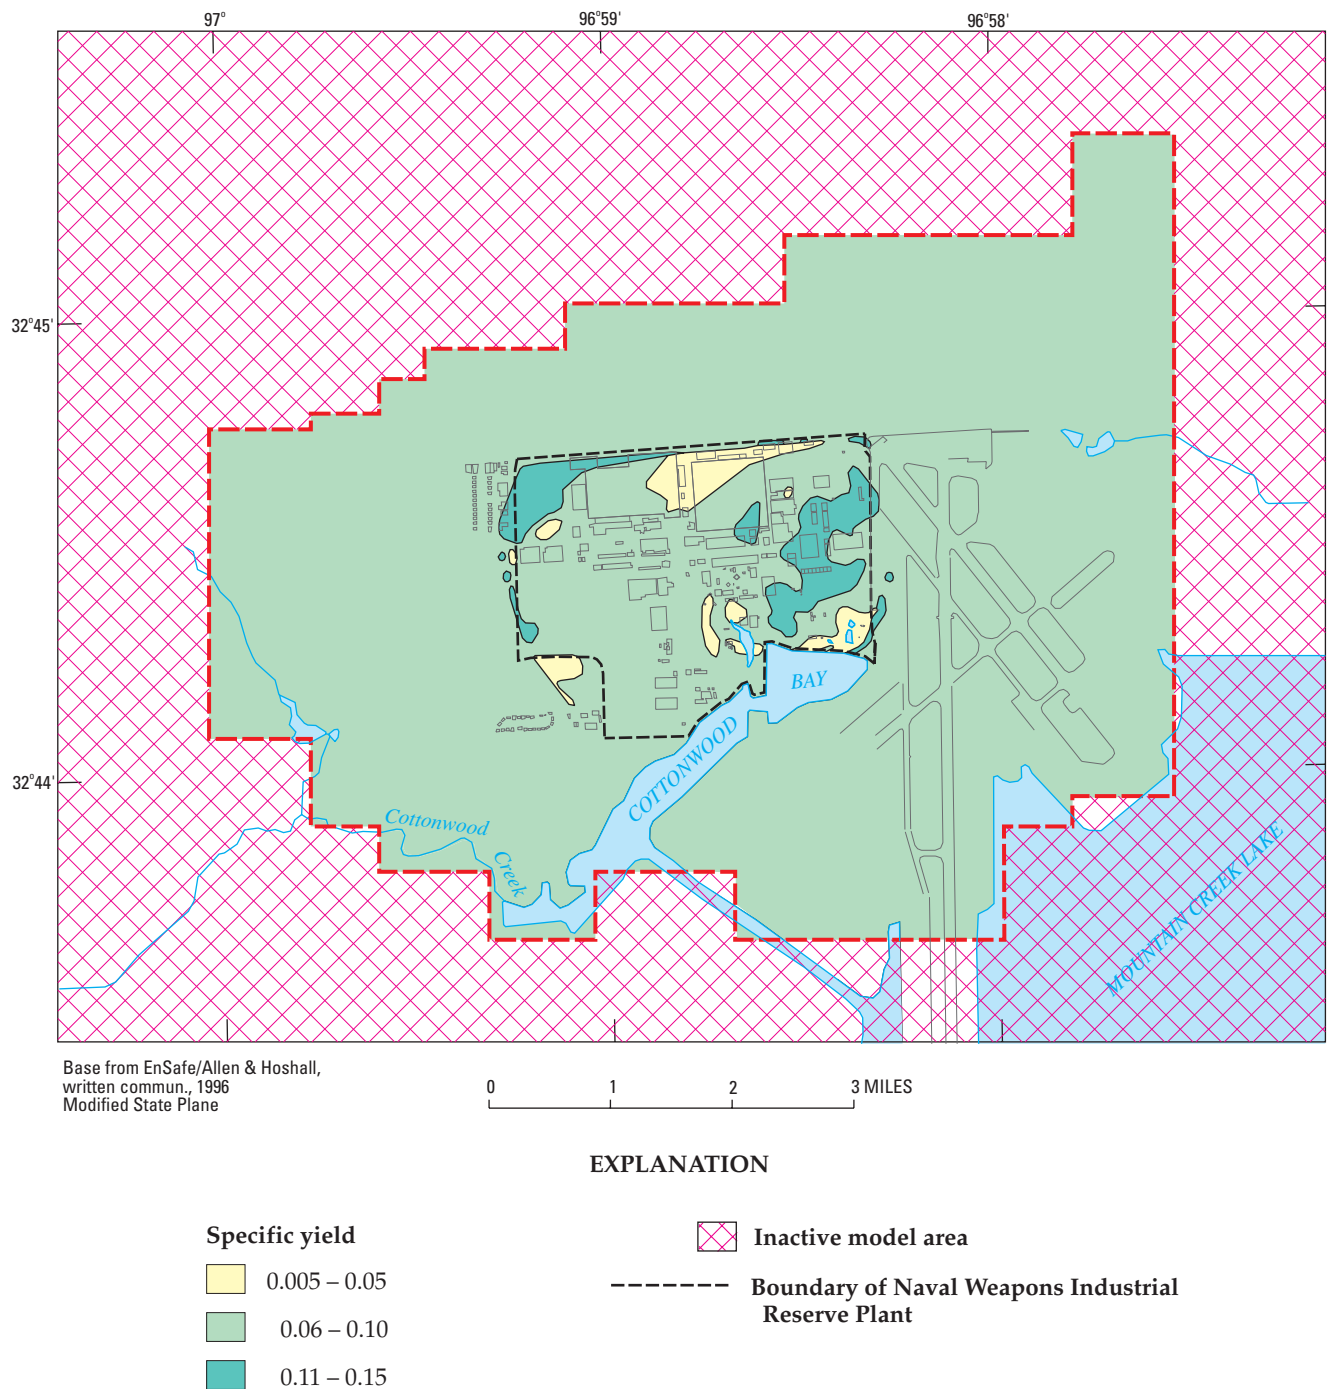 97°
96°59'
96°58'
32°45'
32°44'
BAY
COTTONWOOD
Cottonwood
Creek
MOUNTAIN CREEK LAKE
Base from EnSafe/Allen & Hoshall,
written commun., 1996
Modified State Plane
0 1 2 3 MILES
EXPLANATION
Specific yield
0.005 – 0.05
0.06 – 0.10
0.11 – 0.15
Inactive model area
Boundary of Naval Weapons Industrial
Reserve Plant